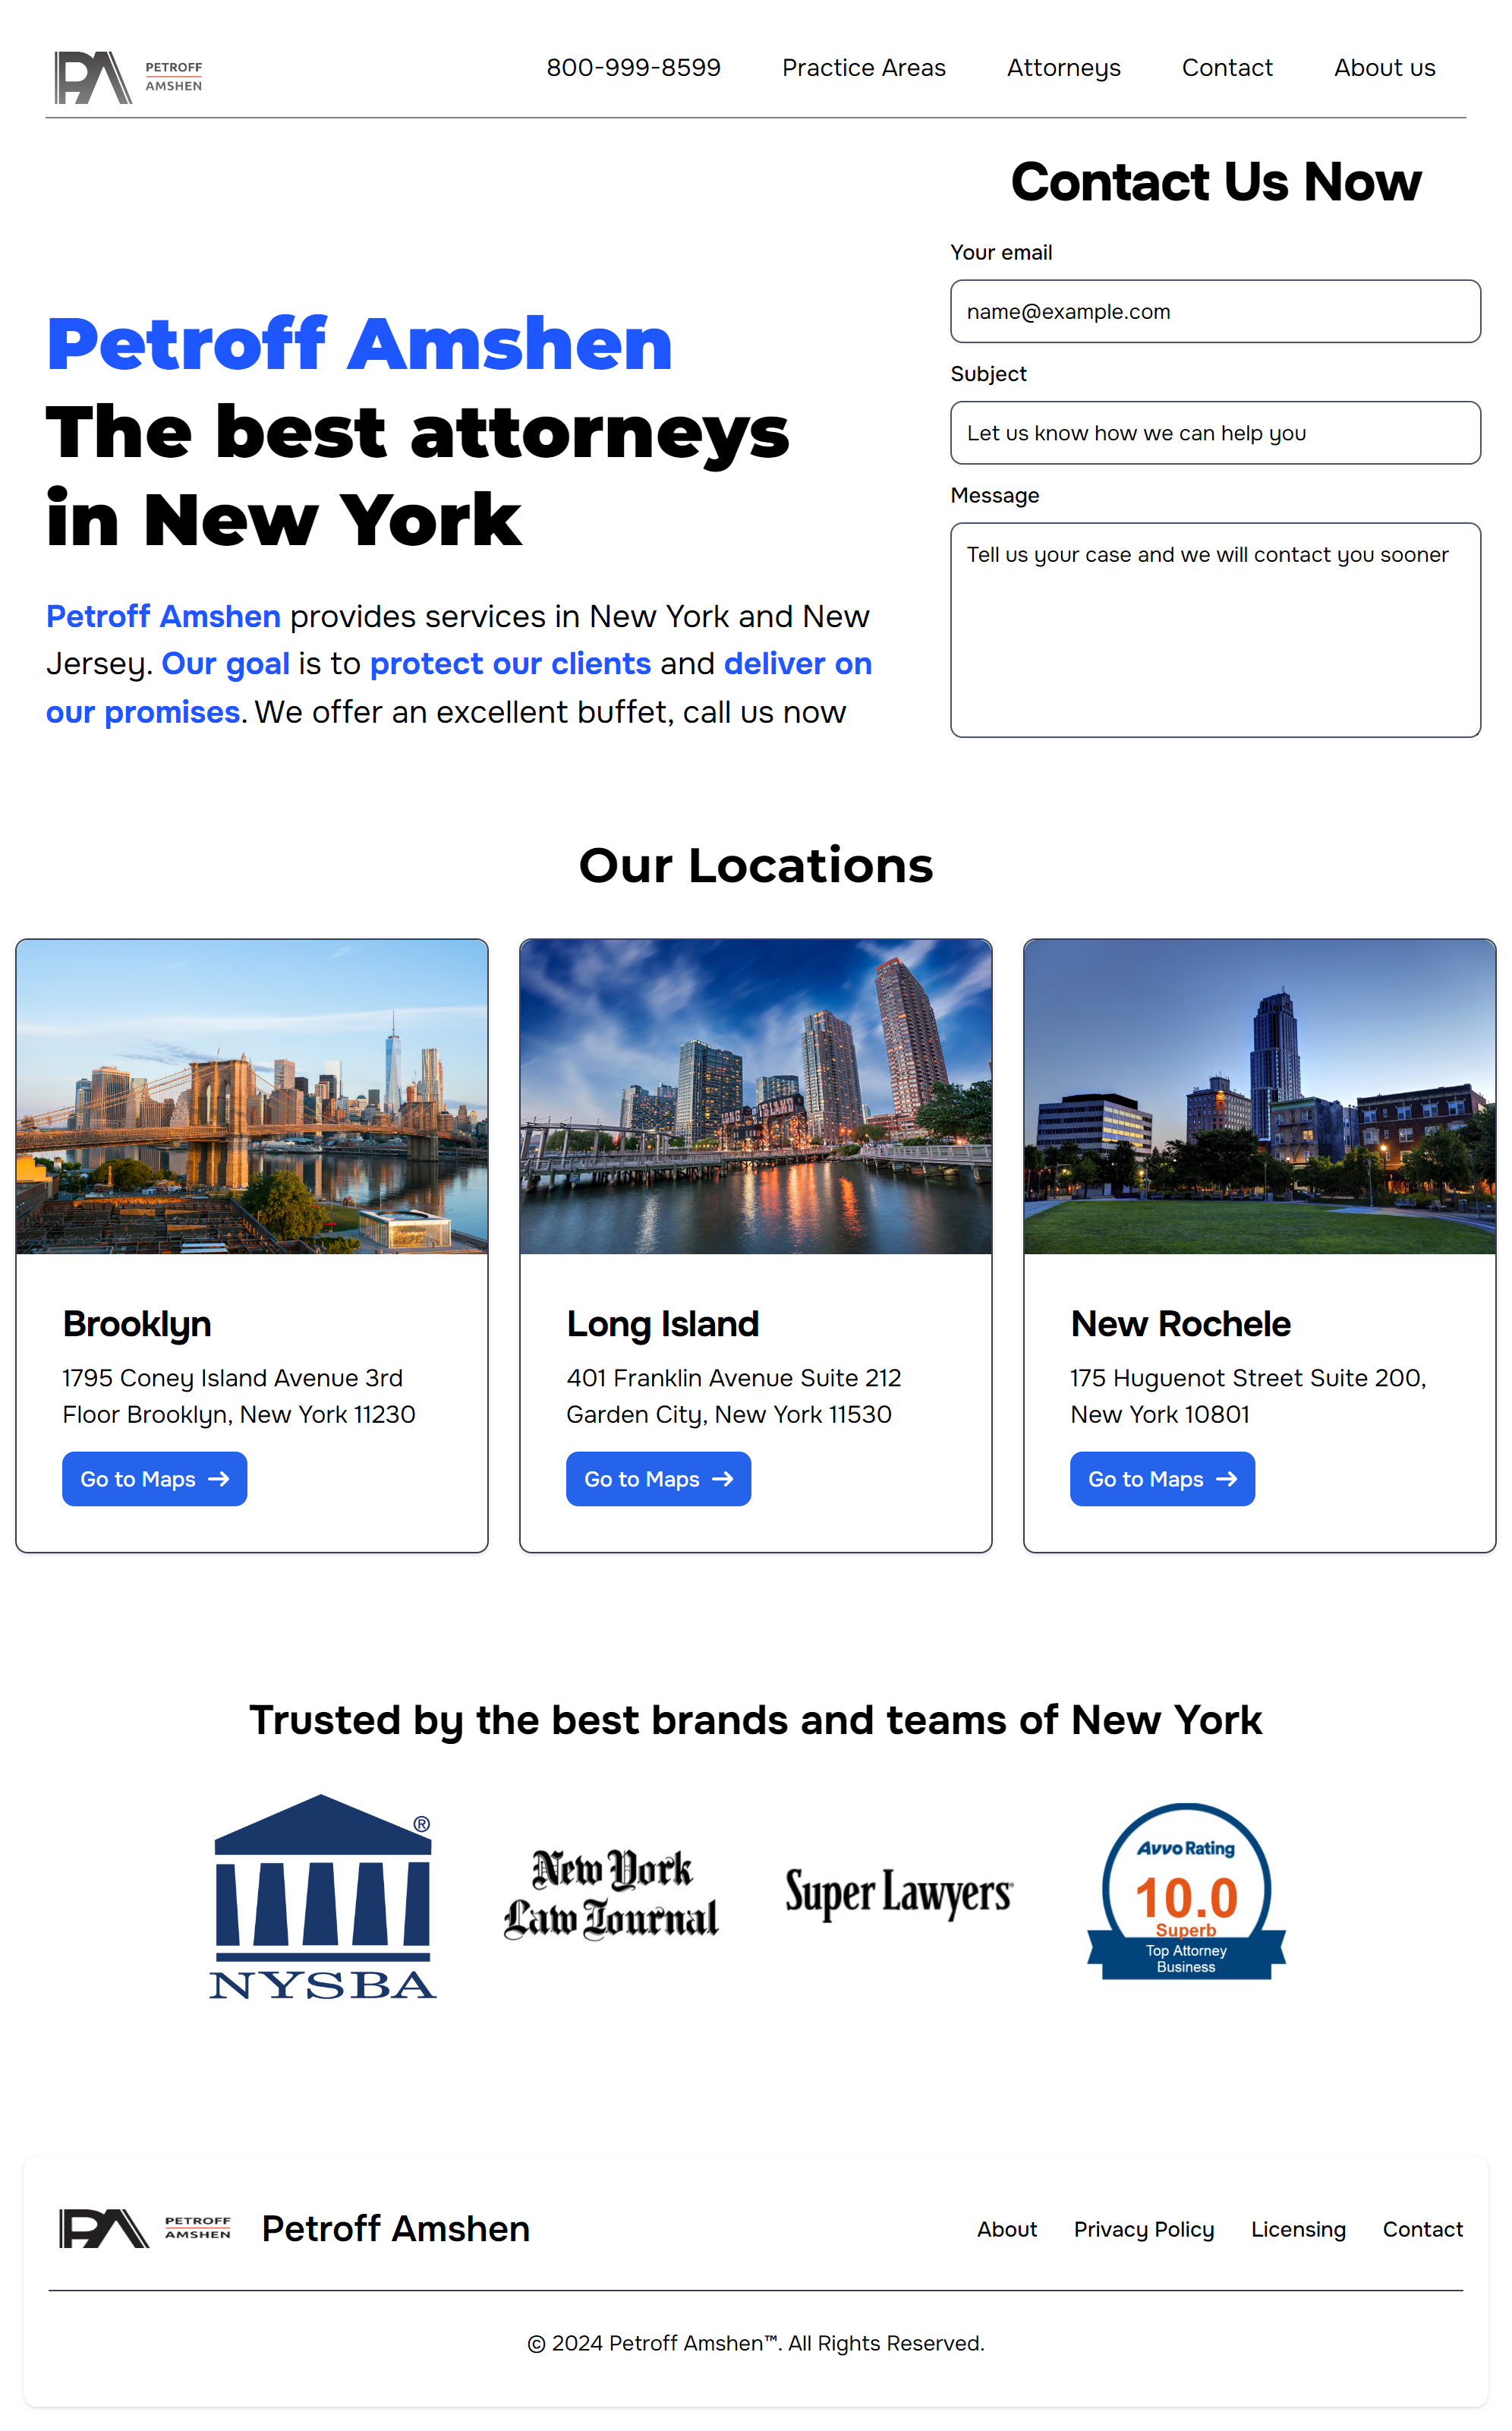 PETROFF
AMSHEN
800-999-8599 Practice Areas Attorneys Contact About us
Petroff Amshen
The best attorneys
in New York
Petroff Amshen provides services in New York and New
Jersey. Our goal is to protect our clients and deliver on
our promises. We offer an excellent buffet, call us now
Contact Us Now
Your email
name@example.com
Subject
Let us know how we can help you
Message
Tell us your case and we will contact you sooner
Our Locations
LONG ISLAND
Brooklyn
1795 Coney Island Avenue 3rd
Floor Brooklyn, New York 11230
Go to Maps
Long Island
401 Franklin Avenue Suite 212
Garden City, New York 11530
Go to Maps
New Rochele
175 Huguenot Street Suite 200,
New York 10801
Go to Maps
Trusted by the best brands and teams of New York
®
NYSBA
New York
Law Journal
Super Lawyers
Avvo Rating
10.0
Superb
Top Attorney
Business
PA
PETROFF
AMSHEN
Petroff Amshen
About Privacy Policy Licensing Contact
© 2024 Petroff Amshen™. All Rights Reserved.